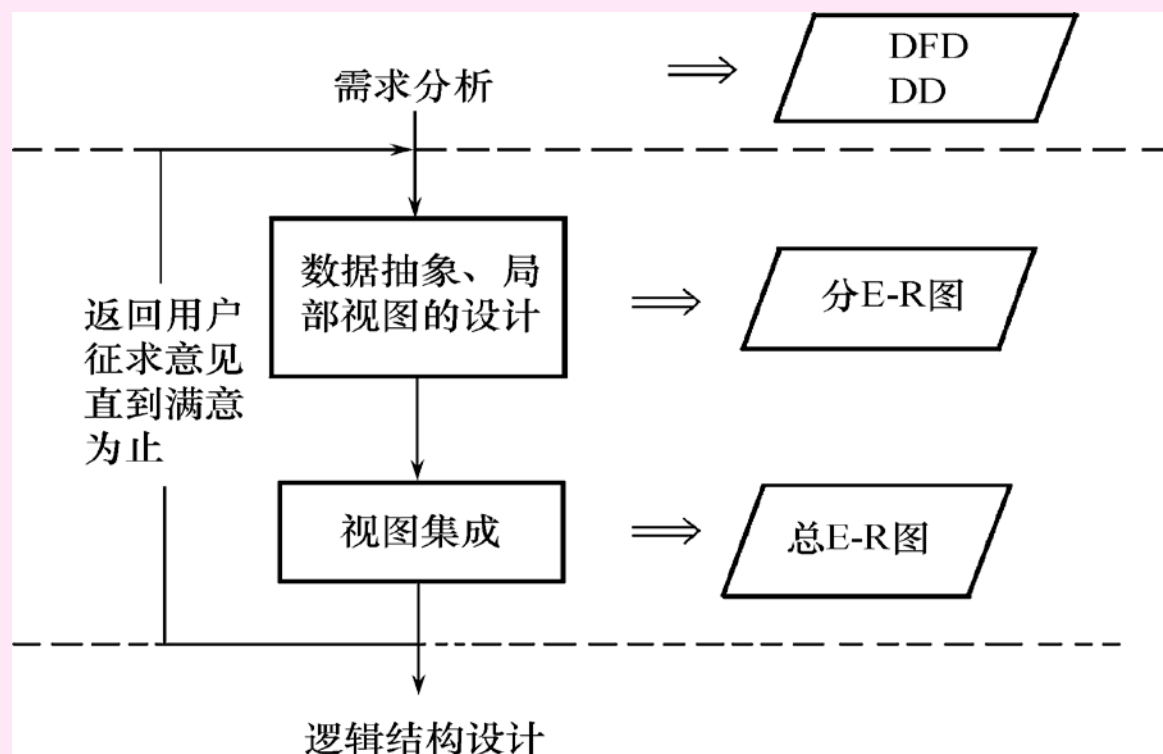 需求分析
DFD
DD
数据抽象、局
部视图的设计
分E-R图
返回用户
征求意见
直到满意
为止
视图集成
总E-R图
逻辑结构设计